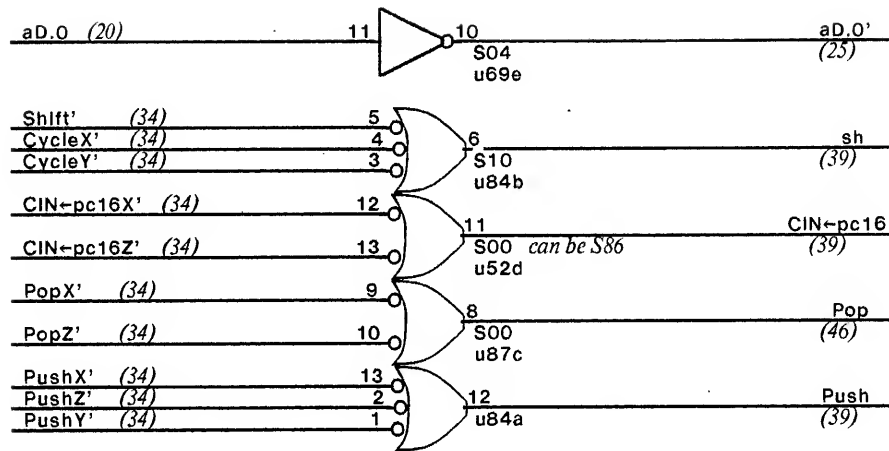 aD.0 (20) 11 10 aD.0'
S04 (25)
u69e
Shift' (34) 5
CycleX' (34) 4 6 sh
CycleY' (34) 3 S10 (39)
u84b
CIN←pc16X' (34) 12
11 CIN←pc16
CIN←pc16Z' (34) 13 S00 can be S86 (39)
u52d
PopX' (34) 9
8 Pop
PopZ' (34) 10 S00 (46)
u87c
PushX' (34) 13
PushZ' (34) 2 12 Push
PushY' (34) 1 u84a (39)